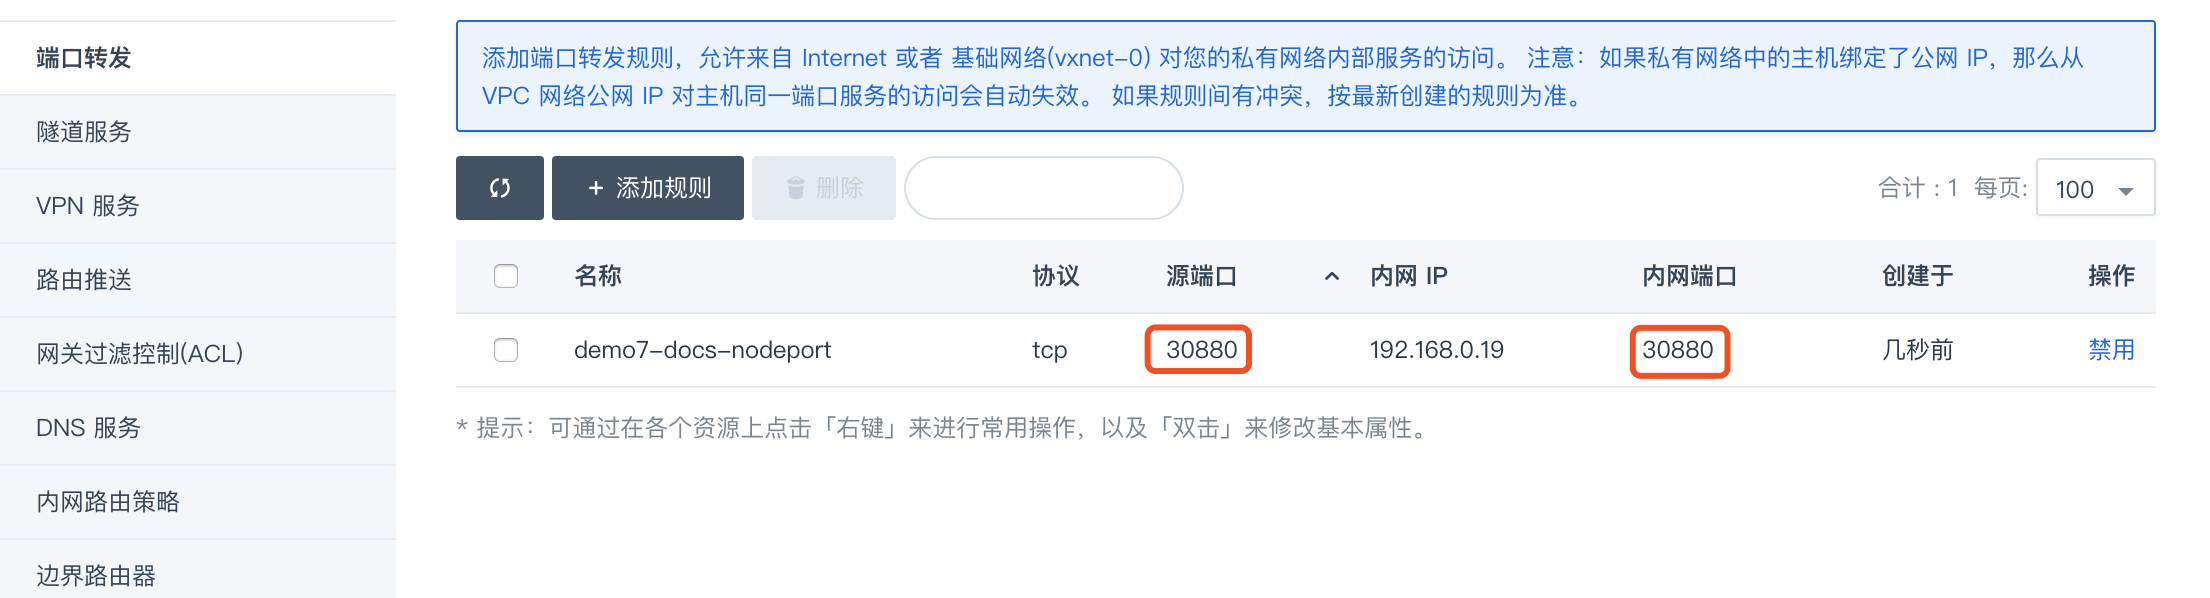 端口转发
隧道服务
VPN 服务
路由推送
网关过滤控制(ACL)
DNS 服务
内网路由策略
边界路由器
添加端口转发规则，允许来自 Internet 或者 基础网络(vxnet-0) 对您的私有网络内部服务的访问。 注意：如果私有网络中的主机绑定了公网 IP，那么从
VPC 网络公网 IP 对主机同一端口服务的访问会自动失效。 如果规则间有冲突，按最新创建的规则为准。
+ 添加规则 删除 合计 : 1 每页: 100
名称 协议 源端口 内网 IP 内网端口 创建于 操作
demo7-docs-nodeport tcp 30880 192.168.0.19 30880 几秒前 禁用
* 提示：可通过在各个资源上点击「右键」来进行常用操作，以及「双击」来修改基本属性。